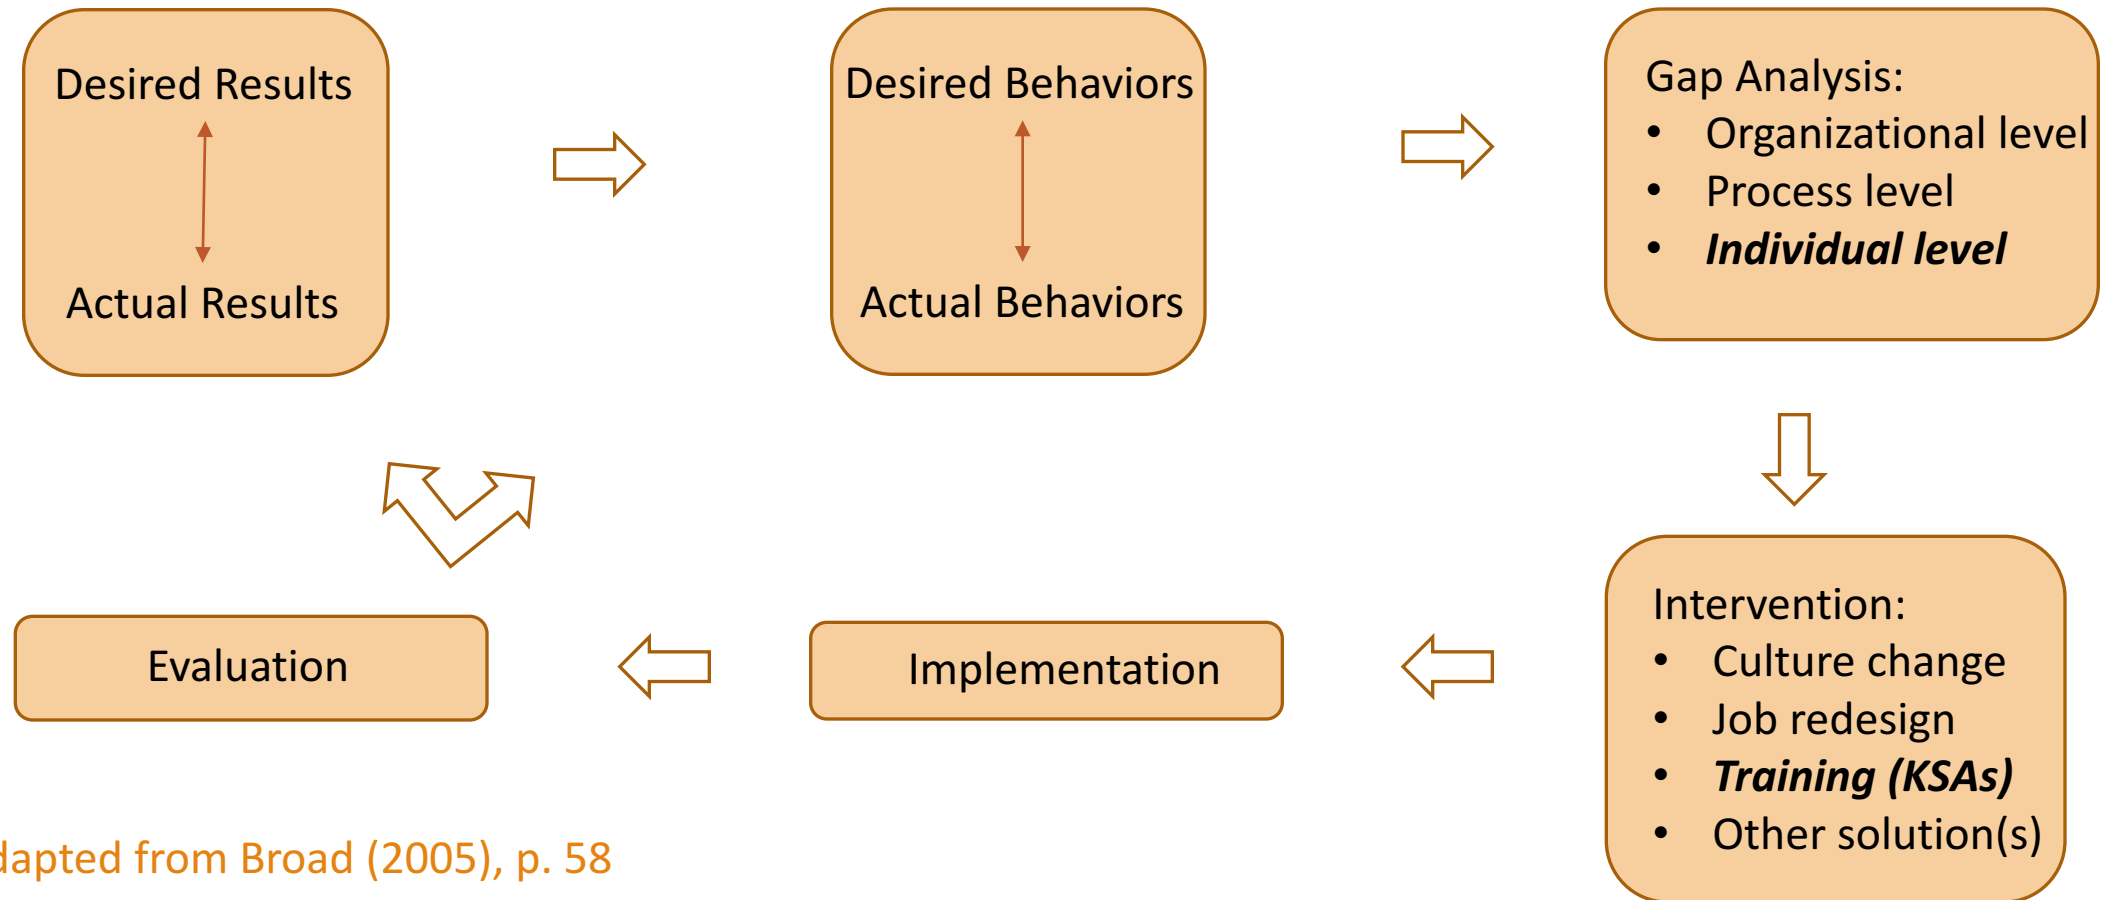 Desired Results
Actual Results
Desired Behaviors
Actual Behaviors
Gap Analysis:
• Organizational level
• Process level
• Individual level
Intervention:
• Culture change
• Job redesign
• Training (KSAs)
• Other solution(s)
Implementation
Evaluation
dapted from Broad (2005), p. 58